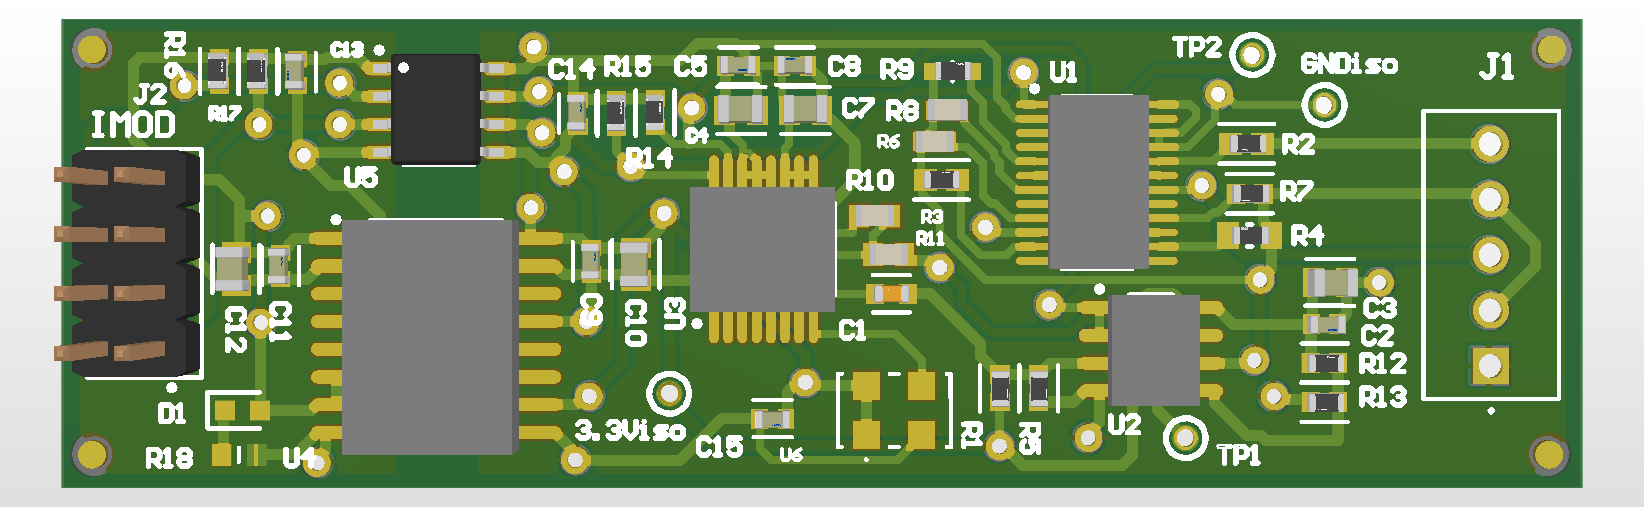 R16
C13
C14
R15
C5
C8
R9
U1
TP2
GNDiso
J1
J2
IMOD
R17
C4
C7
R8
R6
R2
R14
U5
R10
R7
R3
R11
R4
C12
C11
C9
C10
U3
C1
C3
C2
R12
D1
3.3Viso
C15
U6
R1
R5
U2
R13
R18
U4
TP1